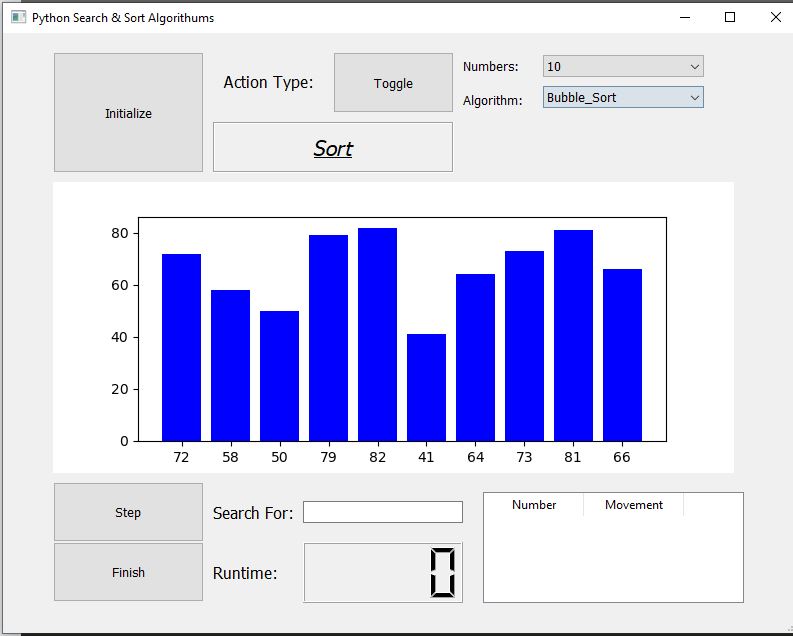 Python Search & Sort Algorithums
Initialize
Action Type:
Toggle
Numbers:
10
Algorithm:
Bubble_Sort
Sort
80
60
40
20
0
72 58 50 79 82 41 64 73 81 66
Step
Search For:
Number Movement
Finish
Runtime:
0